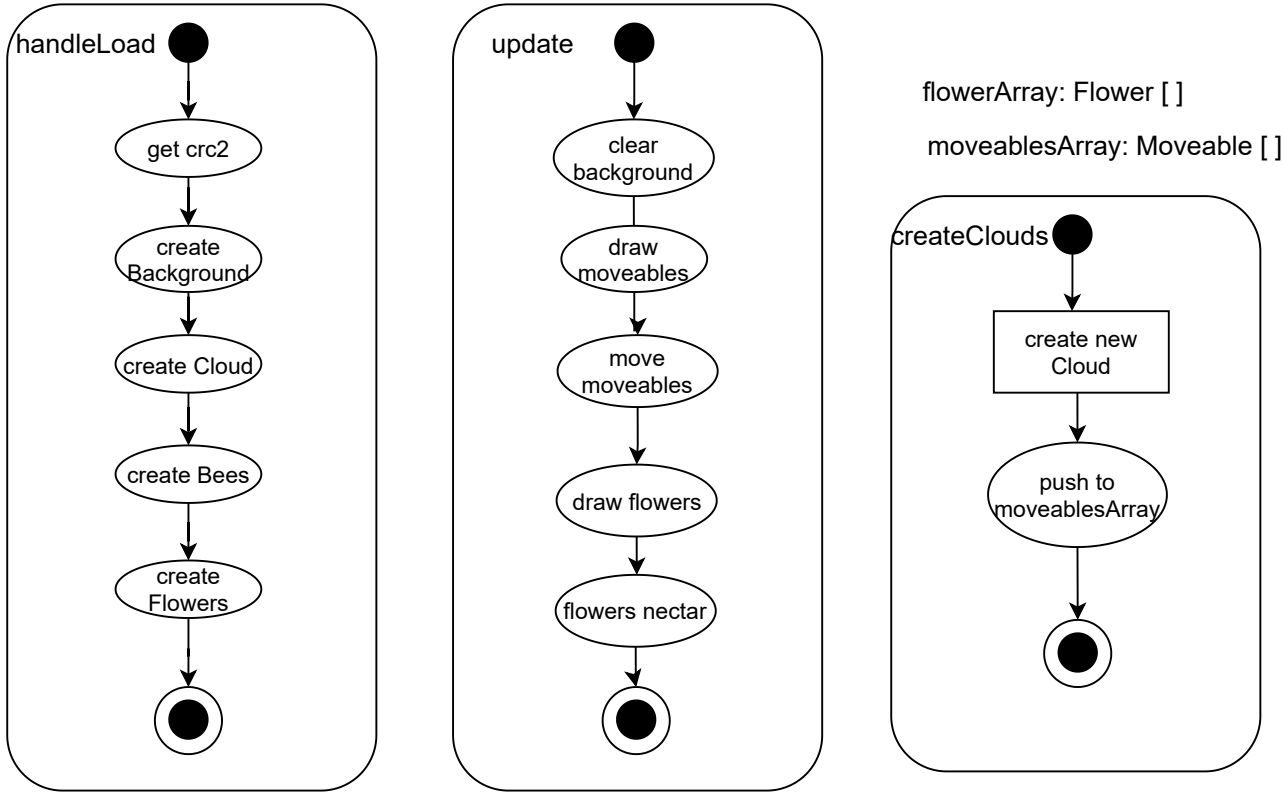 handleLoad
get crc2
create
Background
create Cloud
create Bees
create
Flowers
update
clear
background
draw
moveables
move
moveables
draw flowers
flowers nectar
flowerArray: Flower [ ]
moveablesArray: Moveable [ ]
createClouds
create new
Cloud
push to
moveablesArray